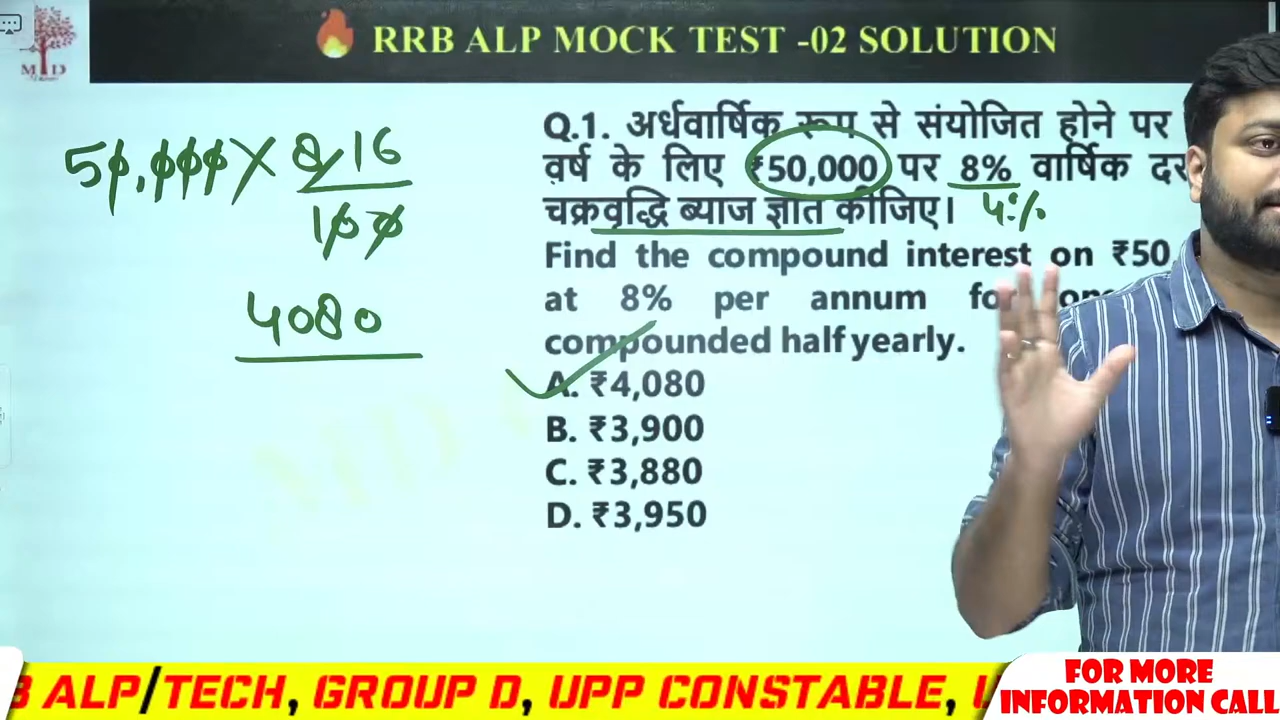 RRB ALP MOCK TEST -02 SOLUTION
M D
50,000 × 8.16
100
4080
Q.1. अर्धवार्षिक रूप से संयोजित होने पर
वर्ष के लिए ₹50,000 पर 8% वार्षिक दर
4%
चक्रवृद्धि ब्याज ज्ञात कीजिए।
Find the compound interest on ₹50
at 8% per annum for one
compounded half yearly.
A. ₹4,080
B. ₹3,900
C. ₹3,880
D. ₹3,950
B ALP/TECH, GROUP D, UPP CONSTABLE,
FOR MORE
INFORMATION CALL